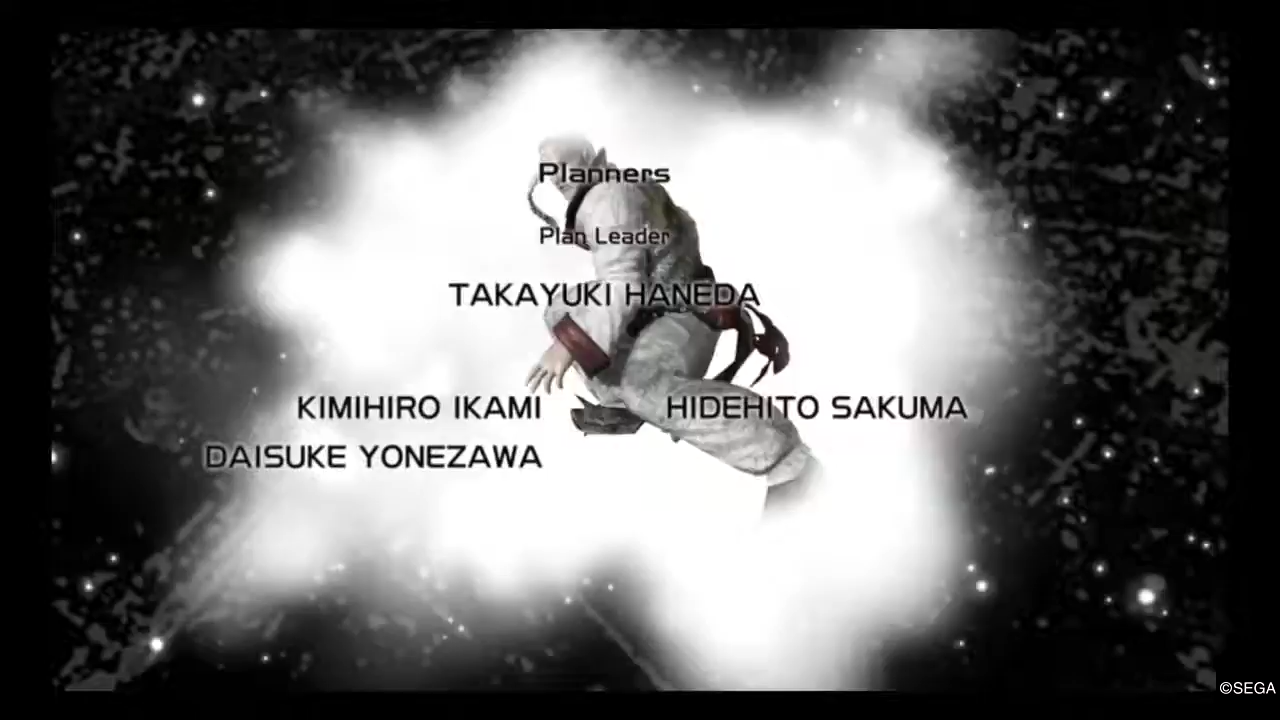 Planners
Plan Leader
TAKAYUKI HANEDA
KIMIHIRO IKAMI HIDEHITO SAKUMA
DAISUKE YONEZAWA
©SEGA